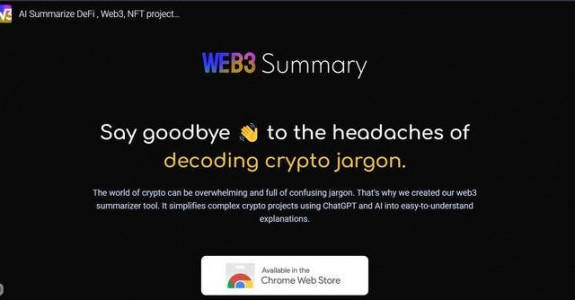 AI Summarize DeFi , Web3, NFT project...
WEB3 Summary
Say goodbye 👋 to the headaches of
decoding crypto jargon.
The world of crypto can be overwhelming and full of confusing jargon. That's why we created our web3
summarizer tool. It simplifies complex crypto projects using ChatGPT and AI into easy-to-understand
explanations.
Available in the
Chrome Web Store